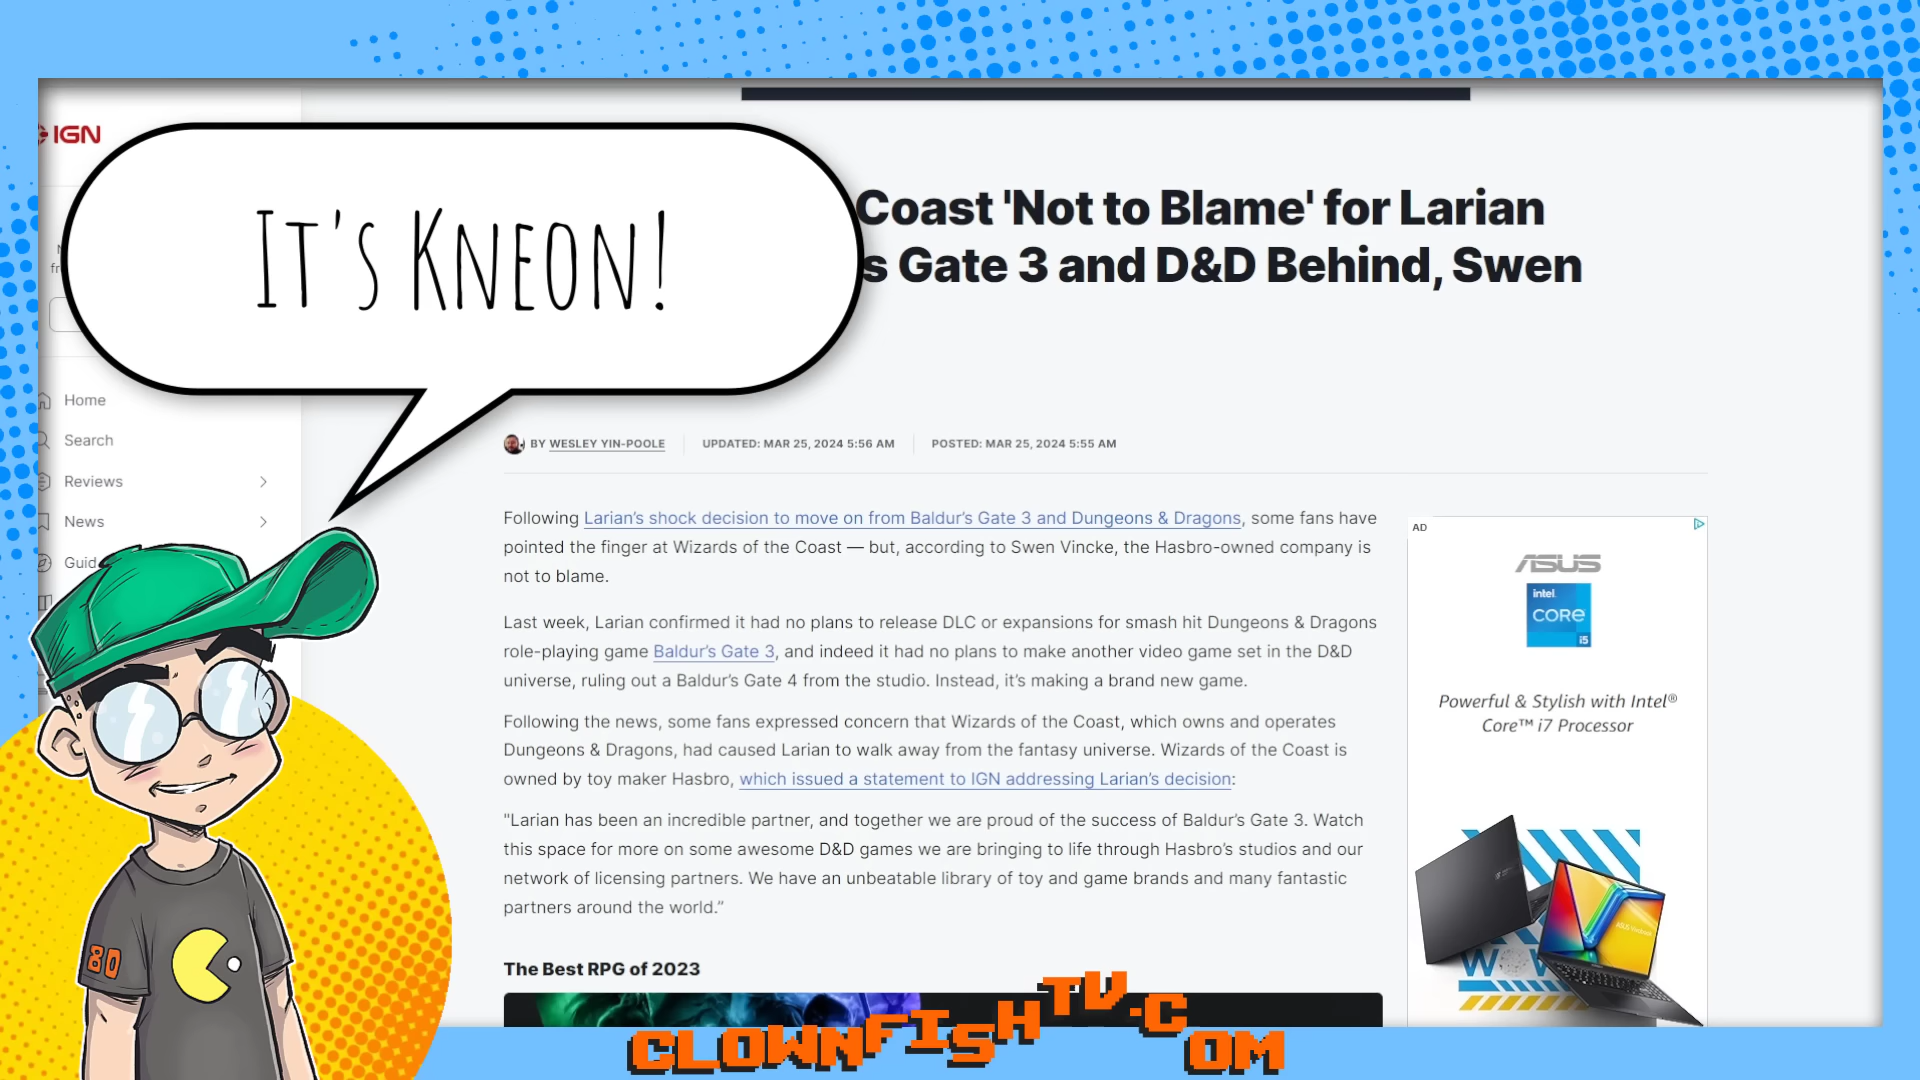 IGN
It's Kneon!
Coast 'Not to Blame' for Larian
s Gate 3 and D&D Behind, Swen
Home
Search
Reviews
News
Guid
BY WESLEY YIN-POOLE
UPDATED: MAR 25, 2024 5:56 AM
POSTED: MAR 25, 2024 5:55 AM
Following Larian's shock decision to move on from Baldur's Gate 3 and Dungeons & Dragons, some fans have
pointed the finger at Wizards of the Coast — but, according to Swen Vincke, the Hasbro-owned company is
not to blame.
Last week, Larian confirmed it had no plans to release DLC or expansions for smash hit Dungeons & Dragons
role-playing game Baldur's Gate 3, and indeed it had no plans to make another video game set in the D&D
universe, ruling out a Baldur's Gate 4 from the studio. Instead, it's making a brand new game.
Following the news, some fans expressed concern that Wizards of the Coast, which owns and operates
Dungeons & Dragons, had caused Larian to walk away from the fantasy universe. Wizards of the Coast is
owned by toy maker Hasbro, which issued a statement to IGN addressing Larian's decision:
"Larian has been an incredible partner, and together we are proud of the success of Baldur's Gate 3. Watch
this space for more on some awesome D&D games we are bringing to life through Hasbro's studios and our
network of licensing partners. We have an unbeatable library of toy and game brands and many fantastic
partners around the world."
The Best RPG of 2023
AD
ASUS
intel
CORE
i5
Powerful & Stylish with Intel®
Core™ i7 Processor
80
CLOWNFISHTV.COM